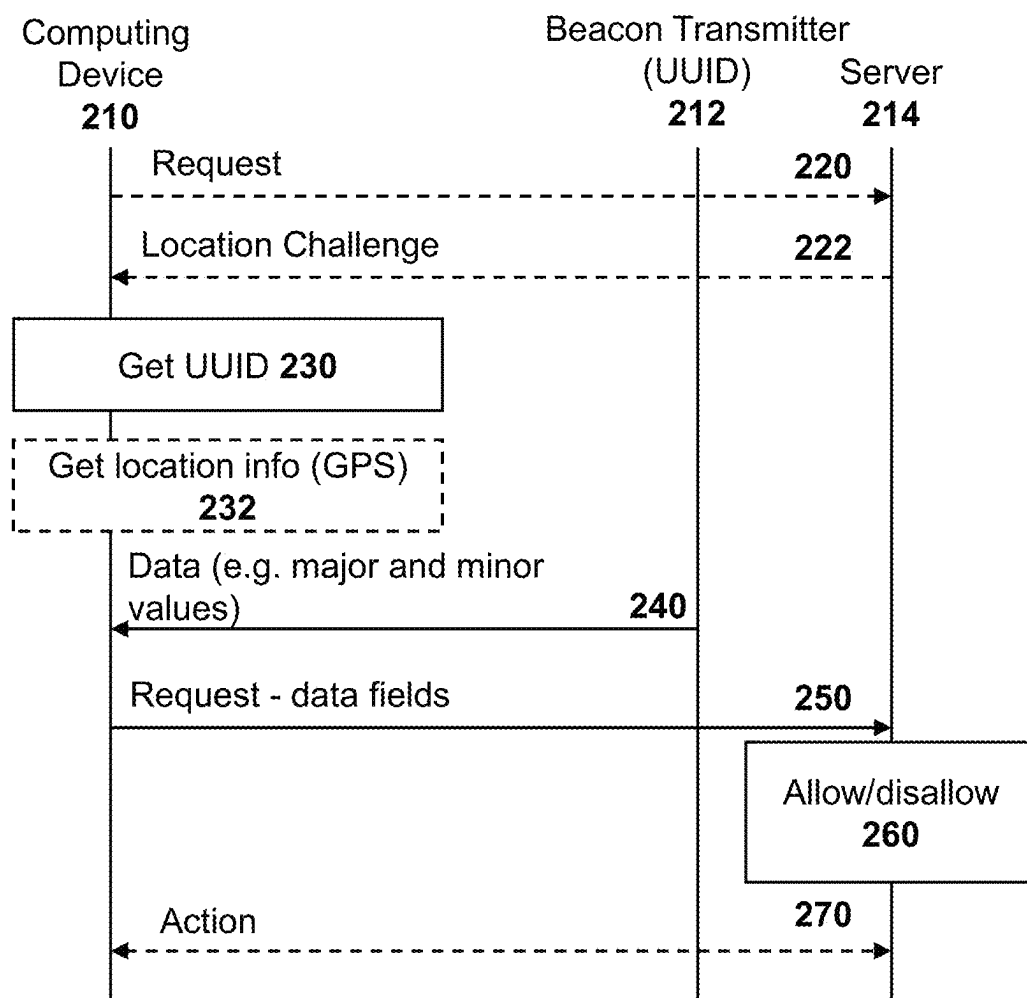 Computing
Device
210
Beacon Transmitter
(UUID)
212
Server
214
Request
220
Location Challenge
222
Get UUID 230
Get location info (GPS)
232
Data (e.g. major and minor
values)
240
Request - data fields
250
Allow/disallow
260
Action
270